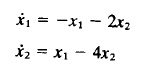 ẋ₁ = −x₁ − 2x₂
ẋ₂ = x₁ − 4x₂